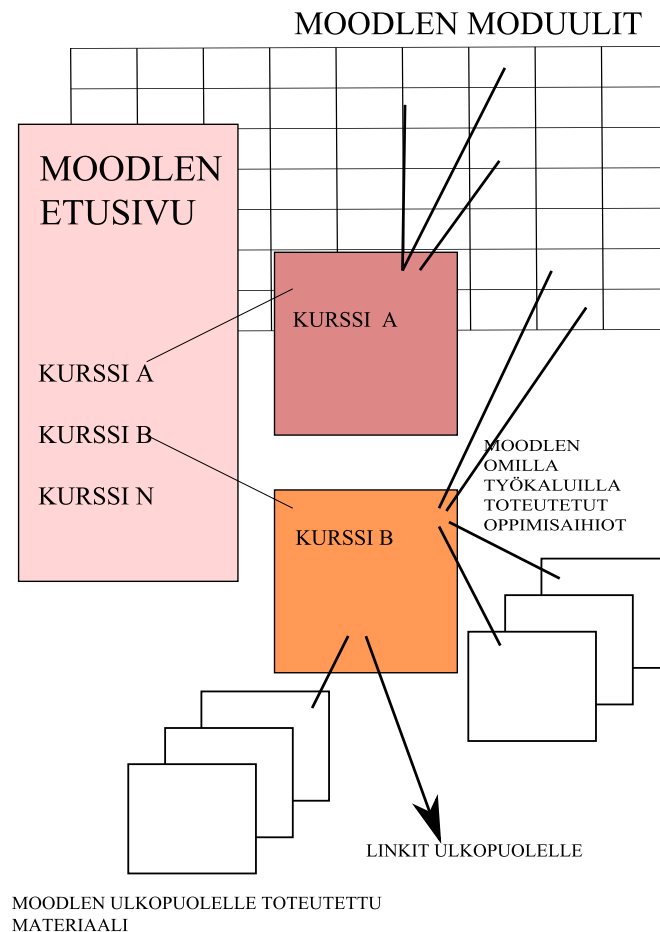 MOODLEN MODUULIT
MOODLEN
ETUSIVU
KURSSI A
KURSSI B
KURSSI N
KURSSI A
KURSSI B
MOODLEN
OMILLA
TYÖKALUILLA
TOTEUTETUT
OPPIMISAIHIOT
LINKIT ULKOPUOLELLE
MOODLEN ULKOPUOLELLE TOTEUTETTU
MATERIAALI